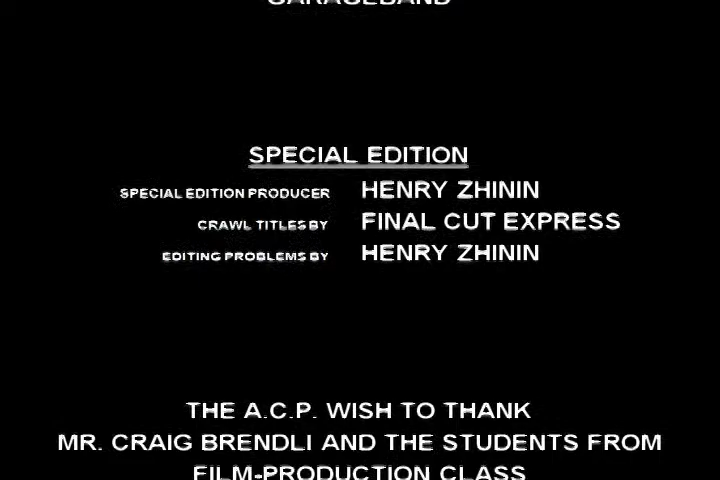 GARAGEBAND
SPECIAL EDITION
SPECIAL EDITION PRODUCER HENRY ZHININ
CRAWL TITLES BY FINAL CUT EXPRESS
EDITING PROBLEMS BY HENRY ZHININ
THE A.C.P. WISH TO THANK
MR. CRAIG BRENDLI AND THE STUDENTS FROM
FILM-PRODUCTION CLASS